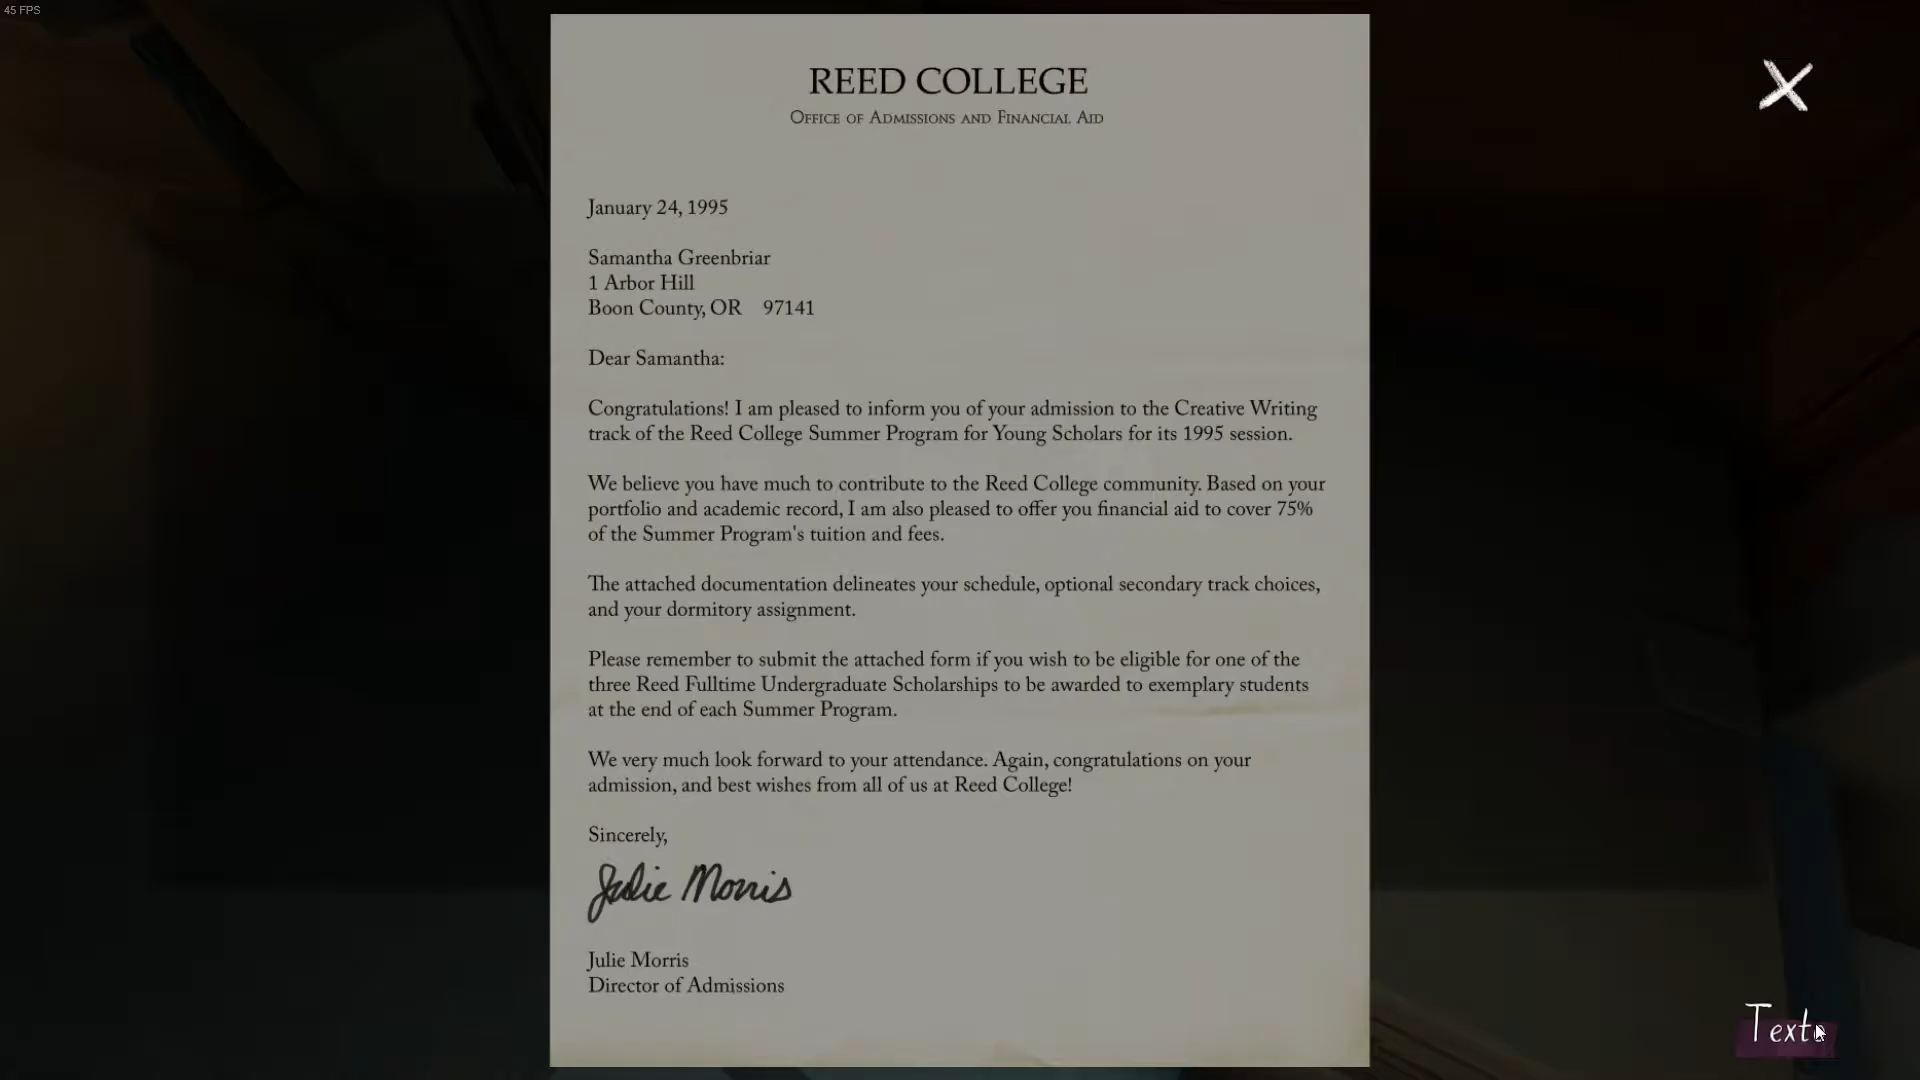 45 FPS
REED COLLEGE
Office of Admissions and Financial Aid
January 24, 1995
Samantha Greenbriar
1 Arbor Hill
Boon County, OR 97141
Dear Samantha:
Congratulations! I am pleased to inform you of your admission to the Creative Writing
track of the Reed College Summer Program for Young Scholars for its 1995 session.
We believe you have much to contribute to the Reed College community. Based on your
portfolio and academic record, I am also pleased to offer you financial aid to cover 75%
of the Summer Program's tuition and fees.
The attached documentation delineates your schedule, optional secondary track choices,
and your dormitory assignment.
Please remember to submit the attached form if you wish to be eligible for one of the
three Reed Fulltime Undergraduate Scholarships to be awarded to exemplary students
at the end of each Summer Program.
We very much look forward to your attendance. Again, congratulations on your
admission, and best wishes from all of us at Reed College!
Sincerely,
Julie Morris
Julie Morris
Director of Admissions